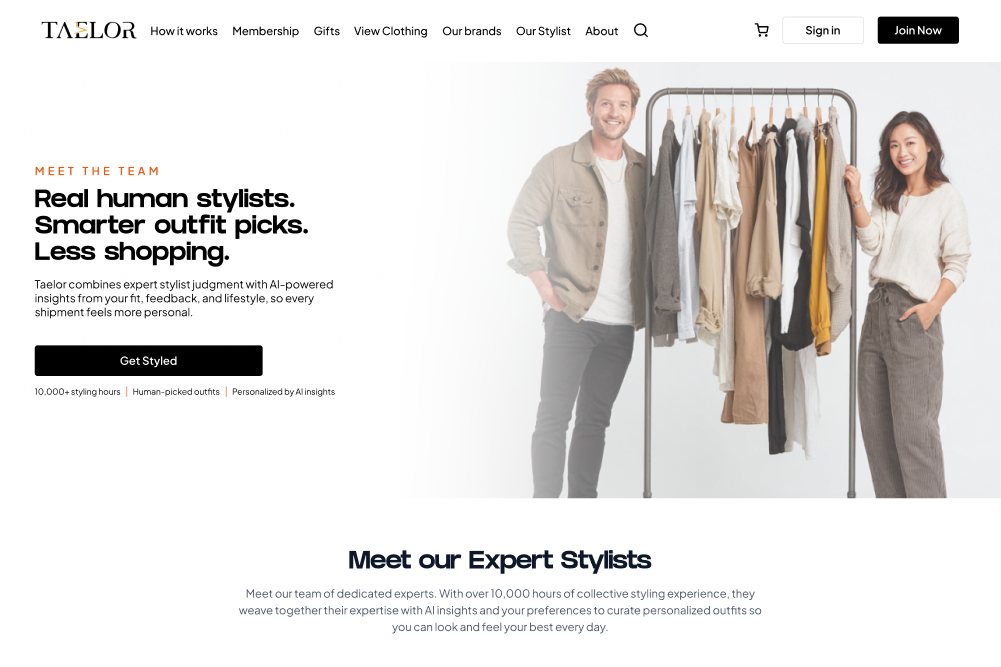 TAELOR
How it works
Membership
Gifts
View Clothing
Our brands
Our Stylist
About
Sign in
Join Now
MEET THE TEAM
Real human stylists.
Smarter outfit picks.
Less shopping.
Taelor combines expert stylist judgment with AI-powered
insights from your fit, feedback, and lifestyle, so every
shipment feels more personal.
Get Styled
10,000+ styling hours | Human-picked outfits | Personalized by AI insights
Meet our Expert Stylists
Meet our team of dedicated experts. With over 10,000 hours of collective styling experience, they
weave together their expertise with AI insights and your preferences to curate personalized outfits so
you can look and feel your best every day.